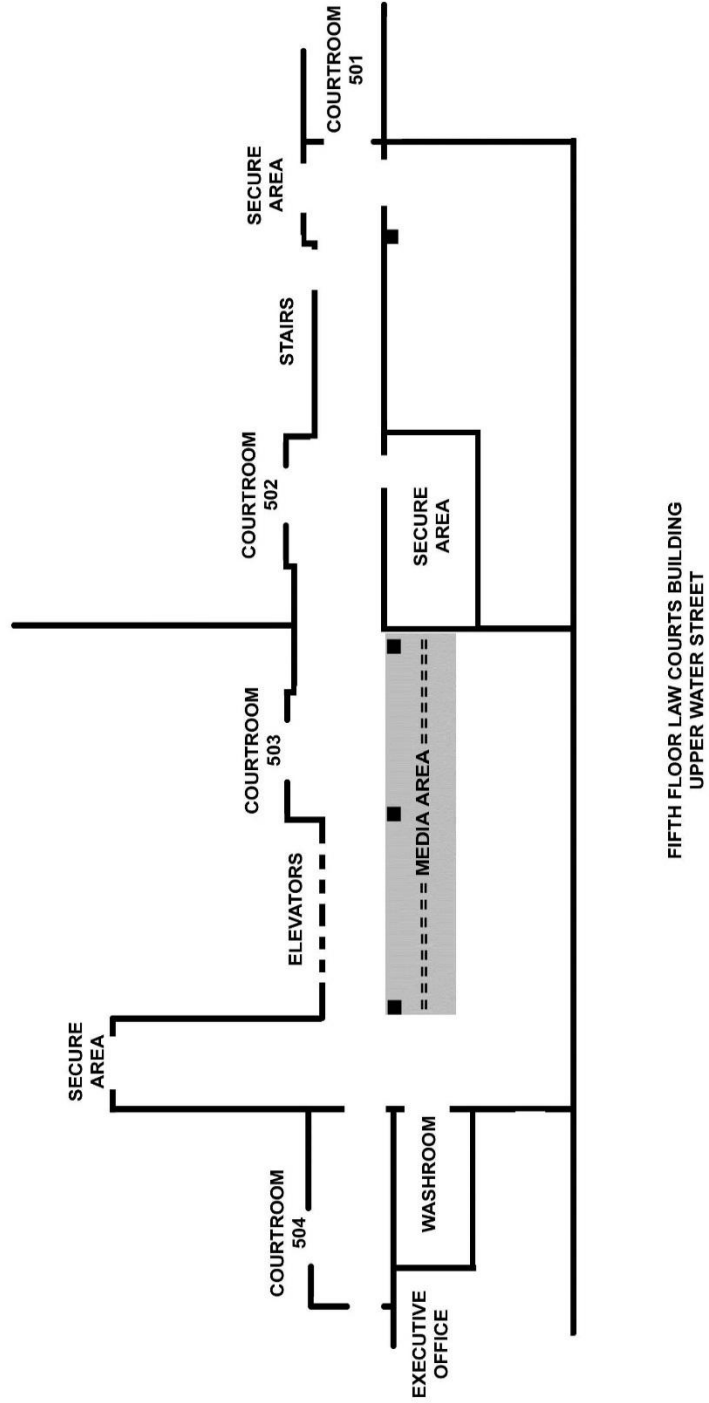 SECURE
AREA
COURTROOM
504
EXECUTIVE
OFFICE
WASHROOM
ELEVATORS
COURTROOM
503
= = = = = = = = MEDIA AREA = = = = = = = =
COURTROOM
502
SECURE
AREA
STAIRS
SECURE
AREA
COURTROOM
501
FIFTH FLOOR LAW COURTS BUILDING
UPPER WATER STREET